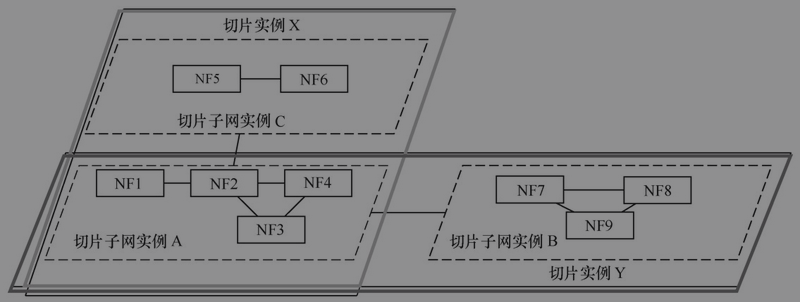 切片实例 X
NF5
NF6
切片子网实例 C
NF1
NF2
NF4
NF3
切片子网实例 A
NF7
NF8
NF9
切片子网实例 B
切片实例 Y